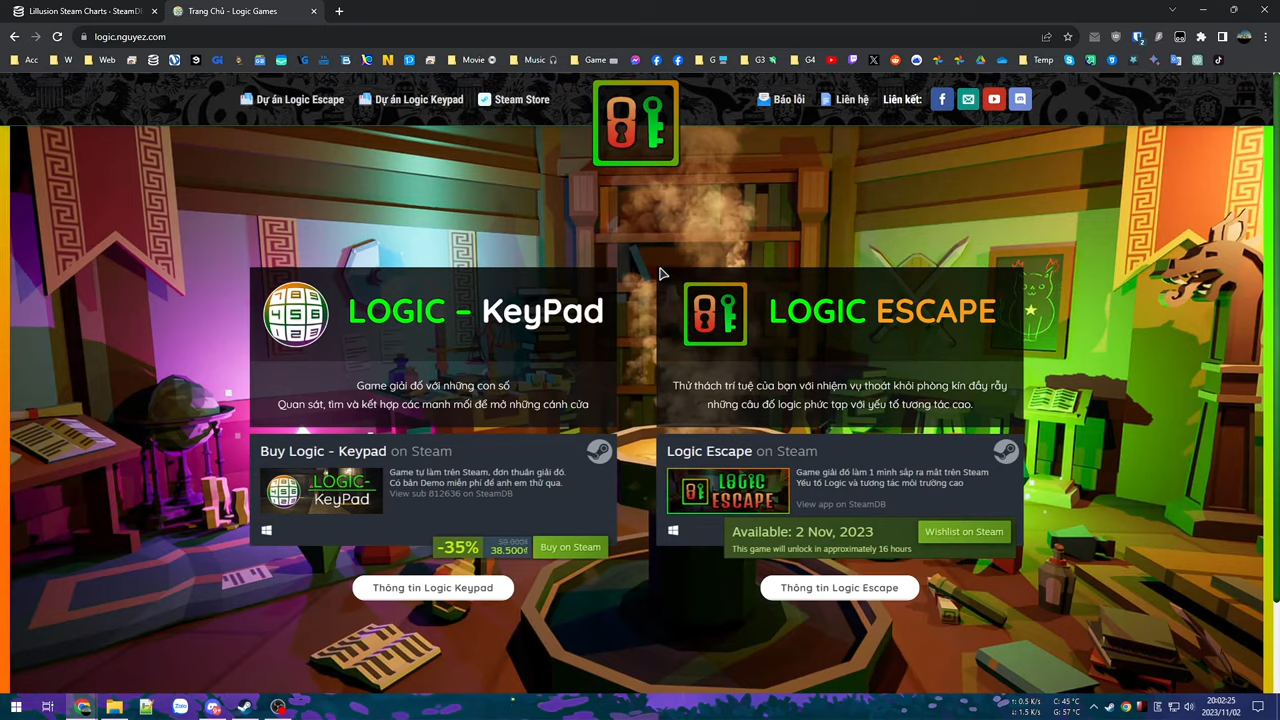 Lillusion Steam Charts · SteamDB
Trang Chủ - Logic Games
logic.nguyez.com
Acc
W
Web
Movie
Music
Game
G
G3
G4
Temp
Dự án Logic Escape
Dự án Logic Keypad
Steam Store
Báo lỗi
Liên hệ
Liên kết:
LOGIC - KeyPad
Game giải đố với những con số
Quan sát, tìm và kết hợp các manh mối để mở những cánh cửa
Buy Logic - Keypad on Steam
LOGIC-
KeyPad
Game tự làm trên Steam, đơn thuần giải đố.
Có bản Demo miễn phí để anh em thử qua.
View sub 812636 on SteamDB
-35%
38.500₫
Buy on Steam
Thông tin Logic Keypad
LOGIC ESCAPE
Thử thách trí tuệ của bạn với nhiệm vụ thoát khỏi phòng kín đầy rẫy
những câu đố logic phức tạp với yếu tố tương tác cao.
Logic Escape on Steam
LOGIC
ESCAPE
Game giải đố làm 1 mình sắp ra mắt trên Steam
Yếu tố Logic và tương tác môi trường cao
View app on SteamDB
Available: 2 Nov, 2023
This game will unlock in approximately 16 hours
Wishlist on Steam
Thông tin Logic Escape
Zalo
↑: 0.5 K/s
↓: 1.5 K/s
C: 45 °C
G: 57 °C
20:02:25
2023/11/02